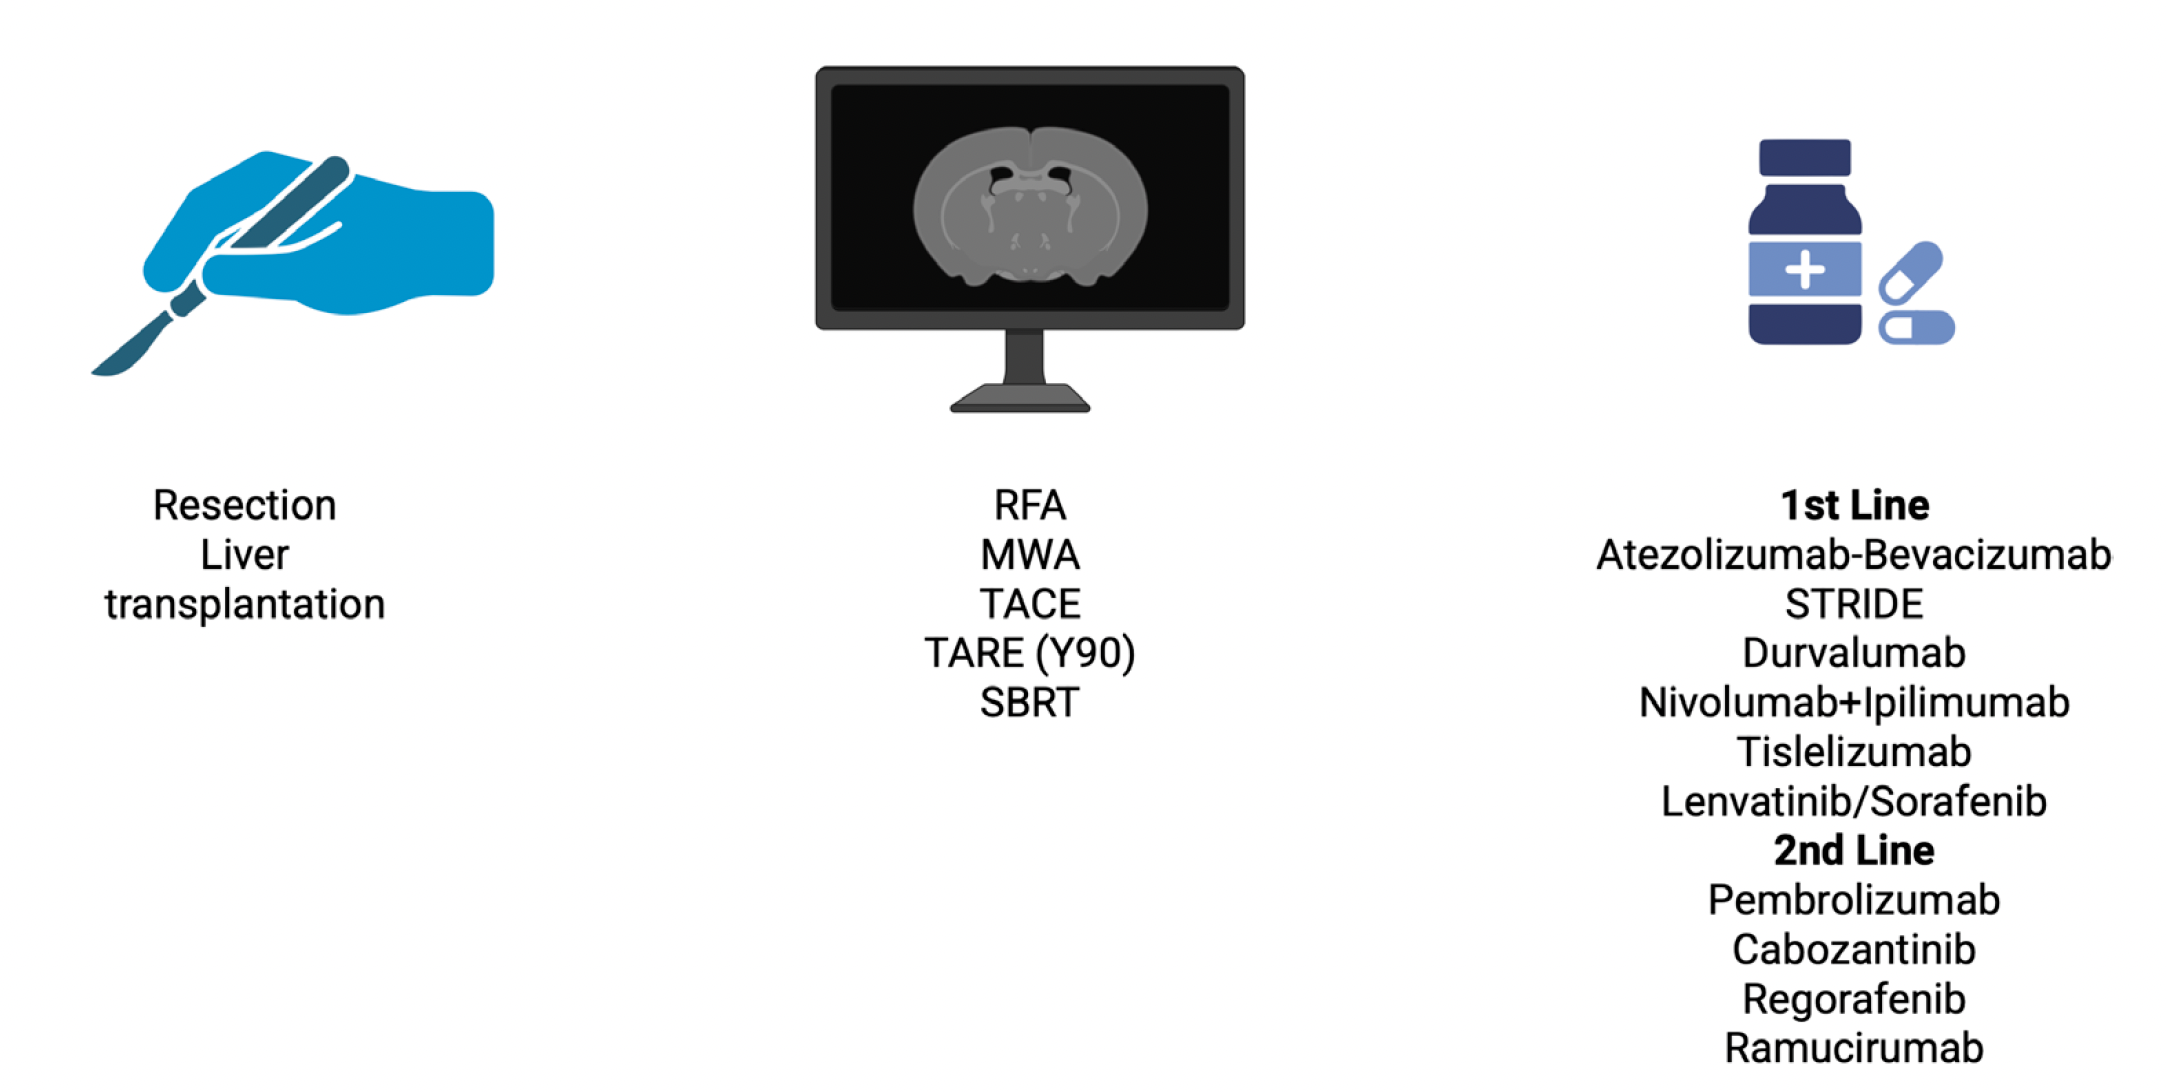 Resection
Liver
transplantation
RFA
MWA
TACE
TARE (Y90)
SBRT
1st Line
Atezolizumab-Bevacizumab
STRIDE
Durvalumab
Nivolumab+Ipilimumab
Tislelizumab
Lenvatinib/Sorafenib
2nd Line
Pembrolizumab
Cabozantinib
Regorafenib
Ramucirumab